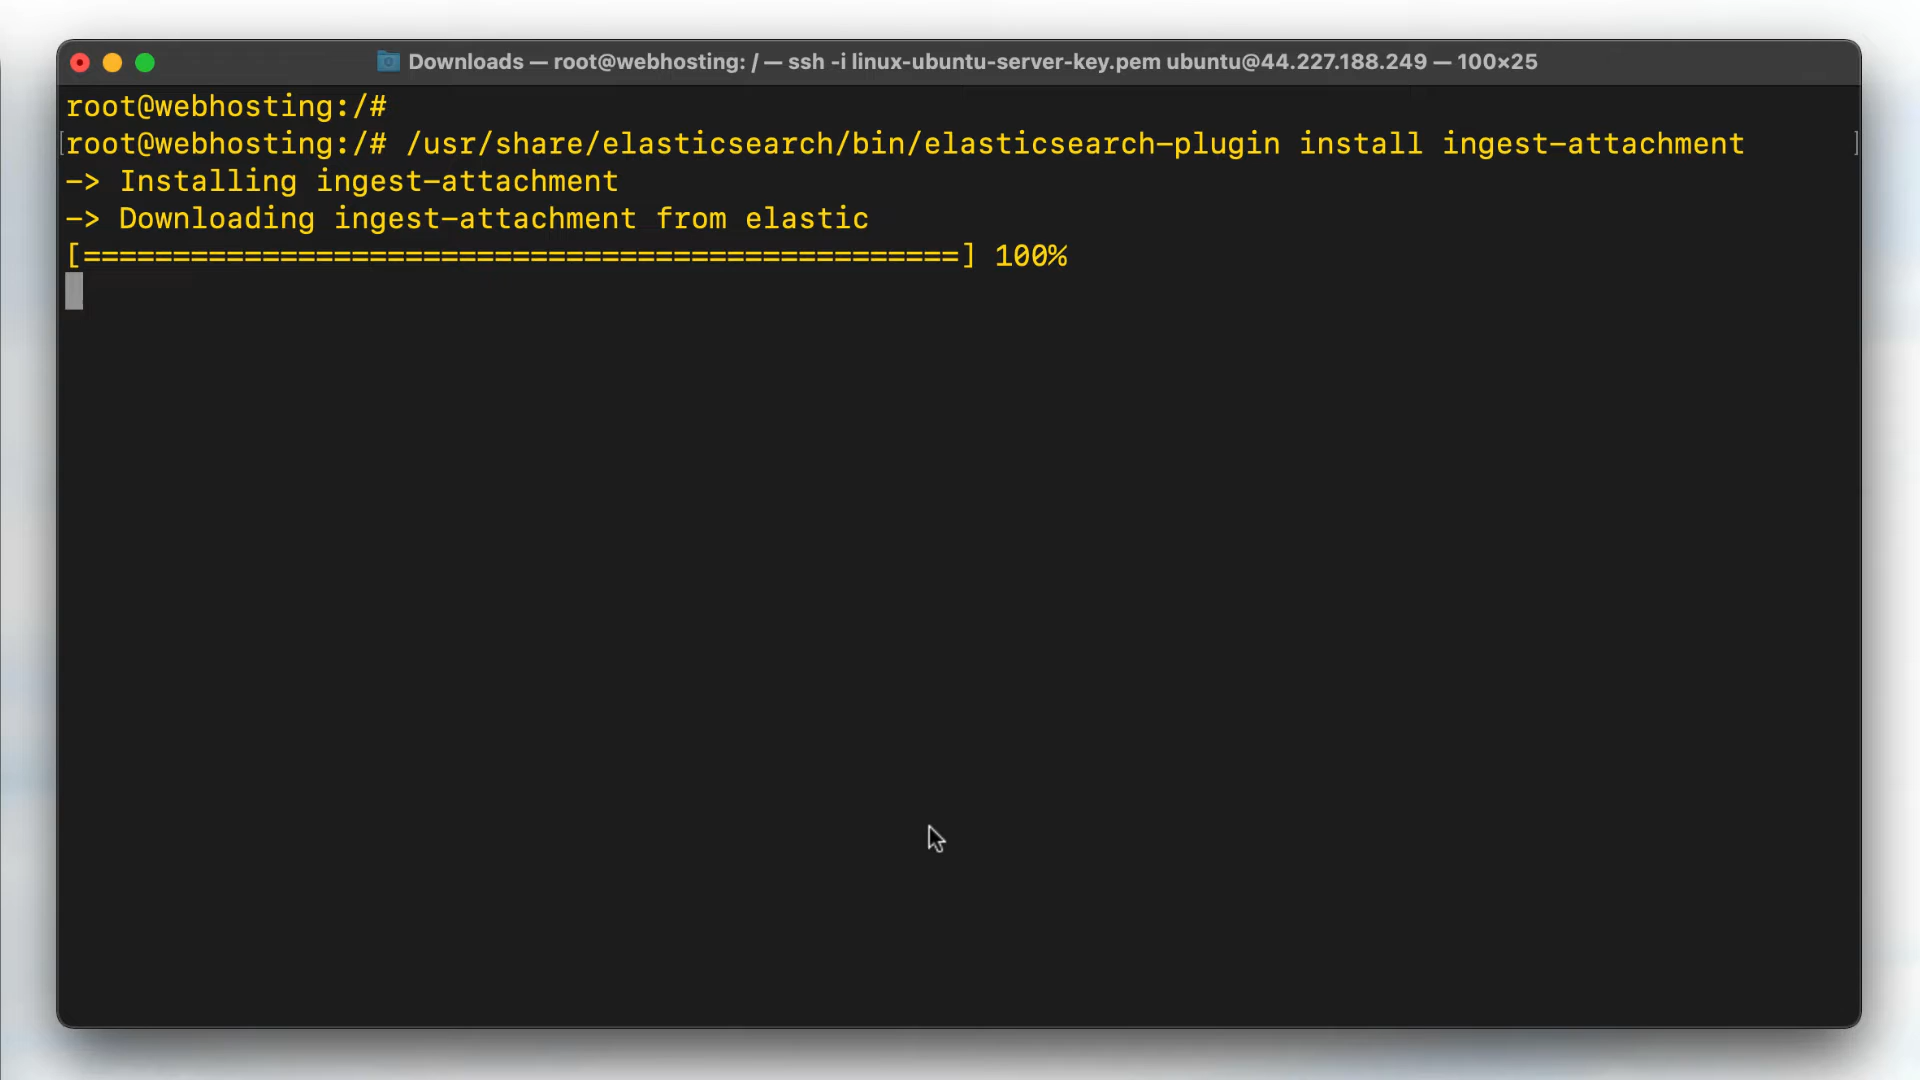 Downloads — root@webhosting: / — ssh -i linux-ubuntu-server-key.pem ubuntu@44.227.188.249 — 100×25
root@webhosting:/#
[root@webhosting:/# /usr/share/elasticsearch/bin/elasticsearch-plugin install ingest-attachment ]
-> Installing ingest-attachment
-> Downloading ingest-attachment from elastic
[=================================================] 100%